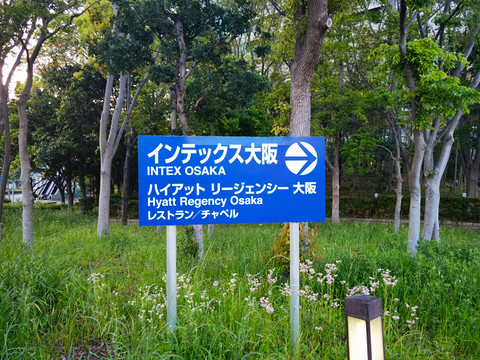 インテックス大阪
INTEX OSAKA
ハイアット リージェンシー 大阪
Hyatt Regency Osaka
レストラン／チャペル